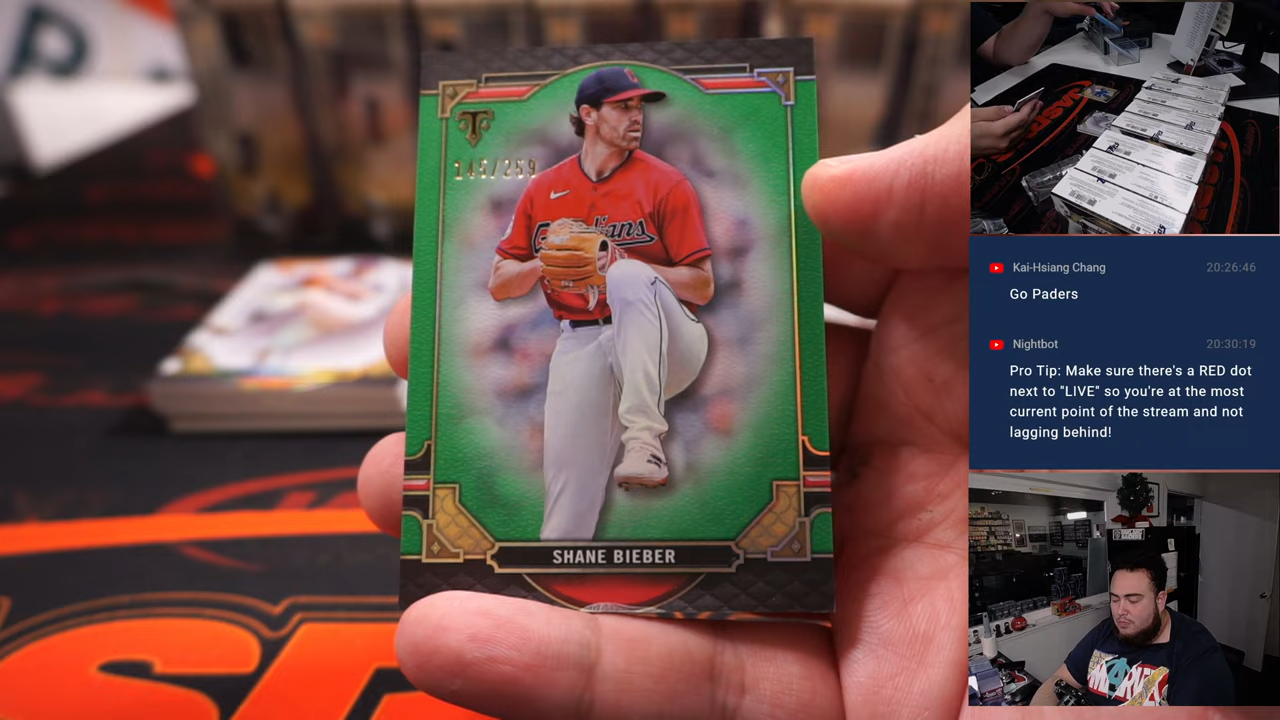 145/259
Guardians
SHANE BIEBER
Kai-Hsiang Chang 20:26:46
Go Paders
Nightbot 20:30:19
Pro Tip: Make sure there's a RED dot
next to "LIVE" so you're at the most
current point of the stream and not
lagging behind!
MARVEL